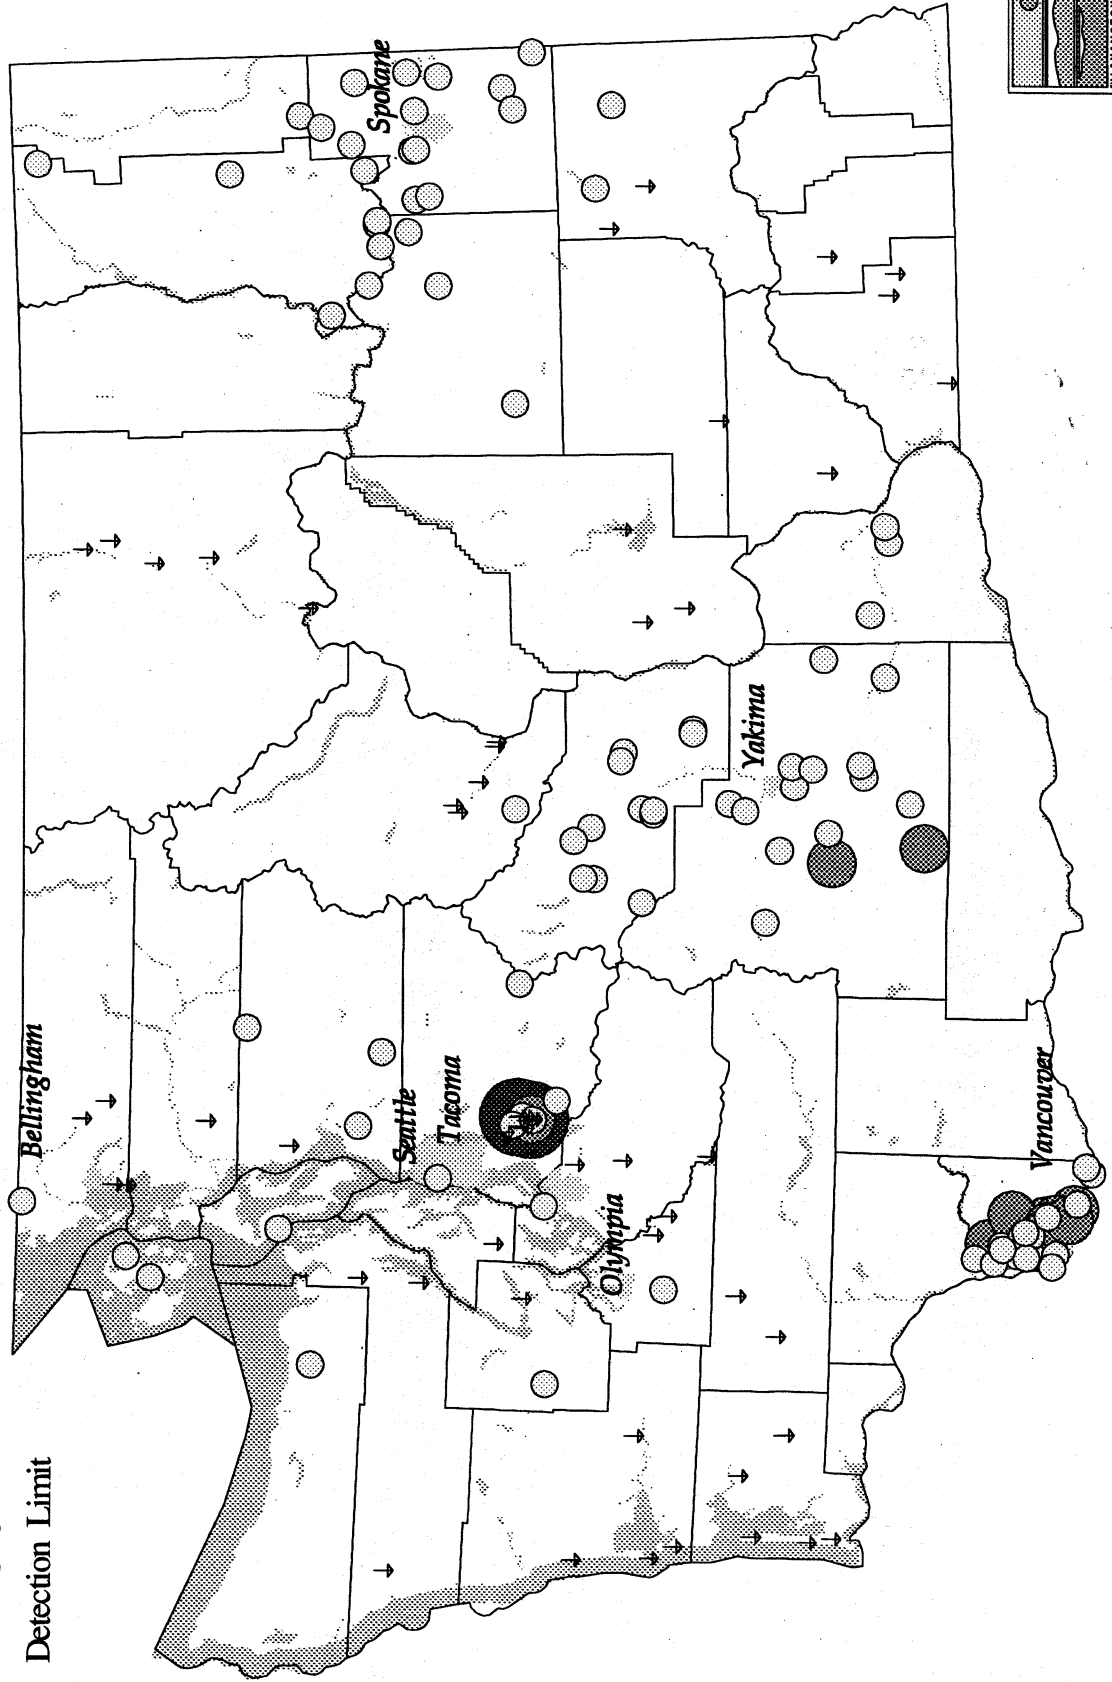 Detection Limit
Bellingham
Seattle
Tacoma
Olympia
Vancouver
Yakima
Spokane